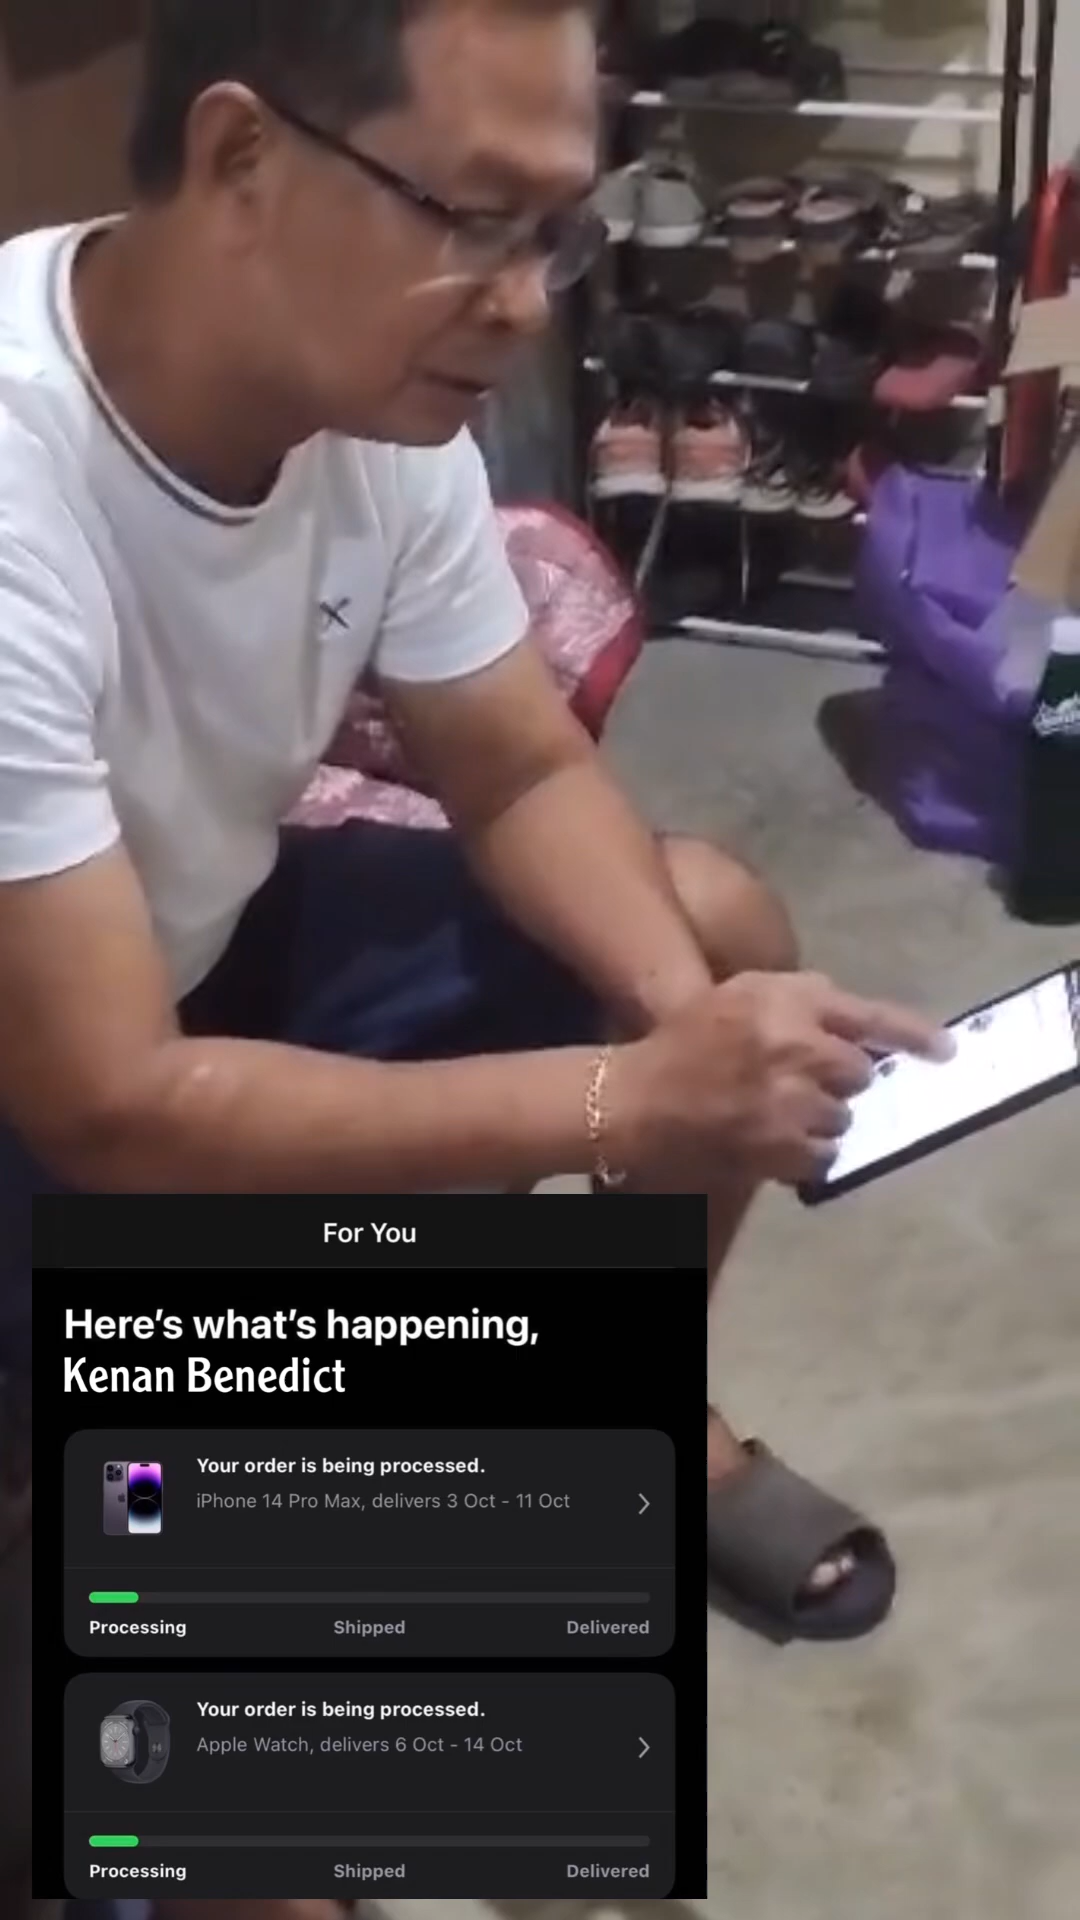 For You
Here's what's happening,
Kenan Benedict
Your order is being processed.
iPhone 14 Pro Max, delivers 3 Oct - 11 Oct
Processing Shipped Delivered
Your order is being processed.
Apple Watch, delivers 6 Oct - 14 Oct
Processing Shipped Delivered